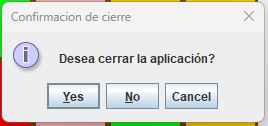 Confirmacion de cierre
Desea cerrar la aplicación?
Yes No Cancel